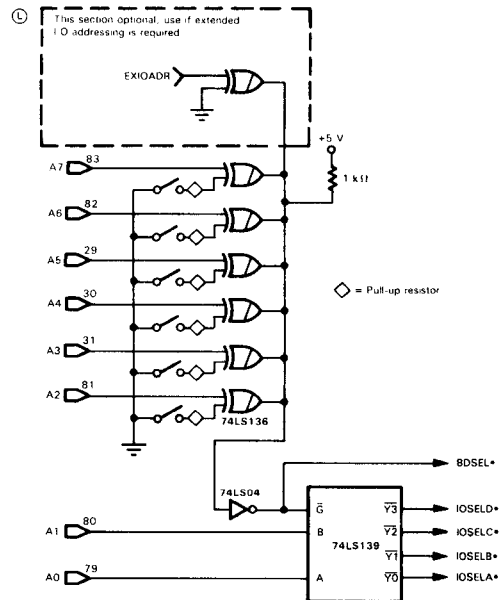 L
This section optional, use if extended
I/O addressing is required
EXIOADR
+5 V
1 kΩ
A7 83
A6 82
A5 29
A4 30
A3 31
A2 81
= Pull-up resistor
74LS136
BDSEL*
74LS04
A1 80
A0 79
G
B
A
74LS139
Y3
Y2
Y1
Y0
IOSELD*
IOSELC*
IOSELB*
IOSELA*